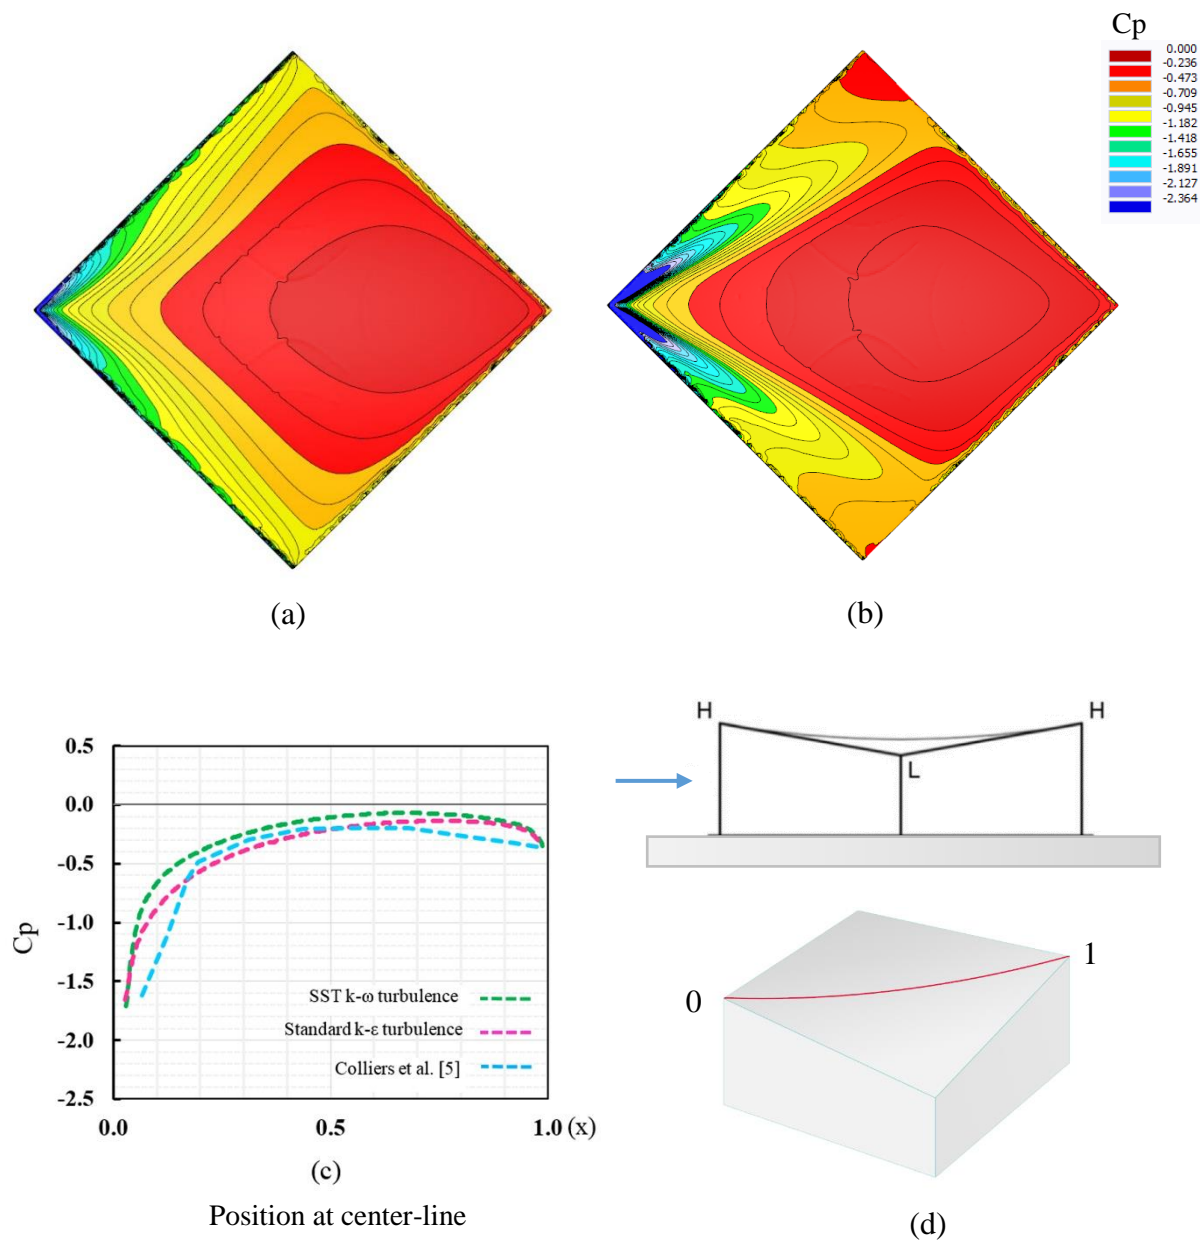 Cp
0.000
-0.236
-0.473
-0.709
-0.945
-1.182
-1.418
-1.655
-1.891
-2.127
-2.364
(a)
(b)
H
H
L
0.5
0.0
-0.5
-1.0
-1.5
-2.0
-2.5
Cp
SST k-ω turbulence
Standard k-ε turbulence
Colliers et al. [5]
0.0
0.5
1.0 (x)
(c)
Position at center-line
0
1
(d)